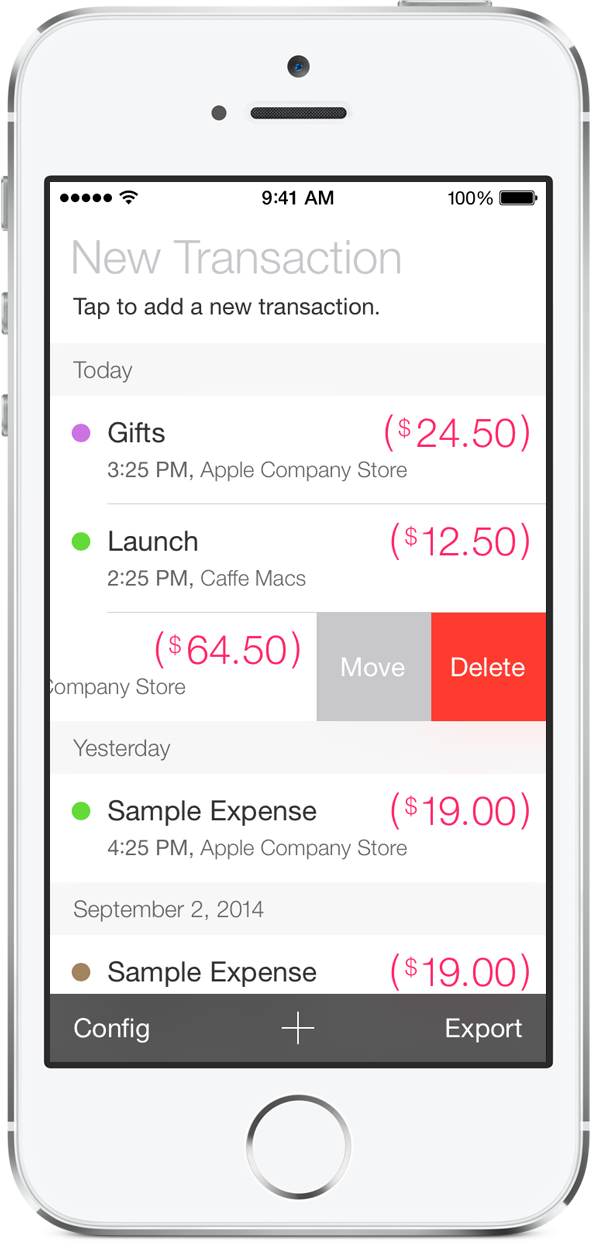 9:41 AM 100%
New Transaction
Tap to add a new transaction.
Today
Gifts ($24.50)
3:25 PM, Apple Company Store
Launch ($12.50)
2:25 PM, Caffe Macs
($64.50) Move Delete
Company Store
Yesterday
Sample Expense ($19.00)
4:25 PM, Apple Company Store
September 2, 2014
Sample Expense ($19.00)
Config + Export